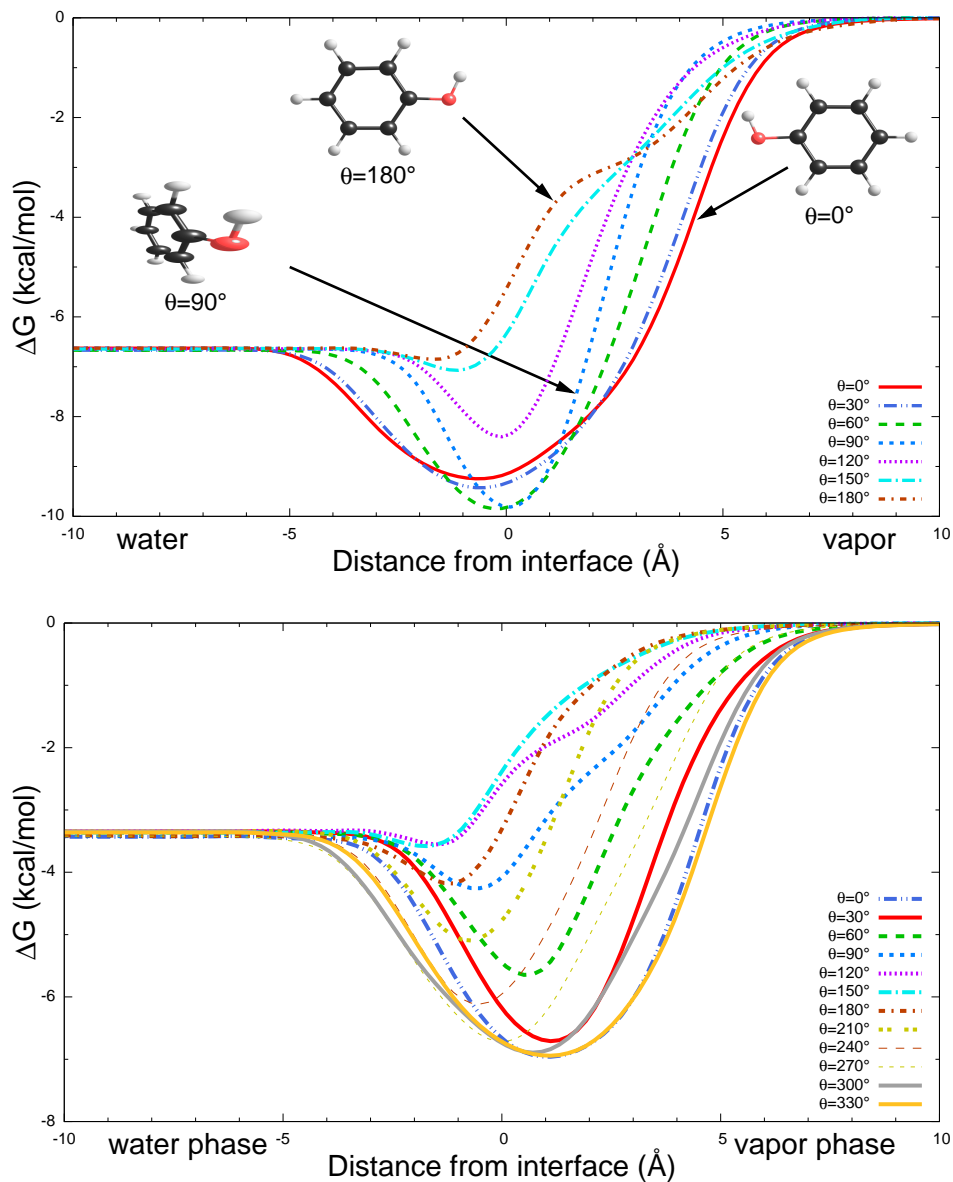 0
-2
-4
-6
-8
-10
ΔG (kcal/mol)
θ=180°
θ=0°
θ=90°
θ=0°
θ=30°
θ=60°
θ=90°
θ=120°
θ=150°
θ=180°
-10
-5
0
5
10
water
Distance from interface (Å)
vapor
0
-2
-4
-6
-8
ΔG (kcal/mol)
θ=0°
θ=30°
θ=60°
θ=90°
θ=120°
θ=150°
θ=180°
θ=210°
θ=240°
θ=270°
θ=300°
θ=330°
-10
-5
0
5
10
water phase
Distance from interface (Å)
vapor phase